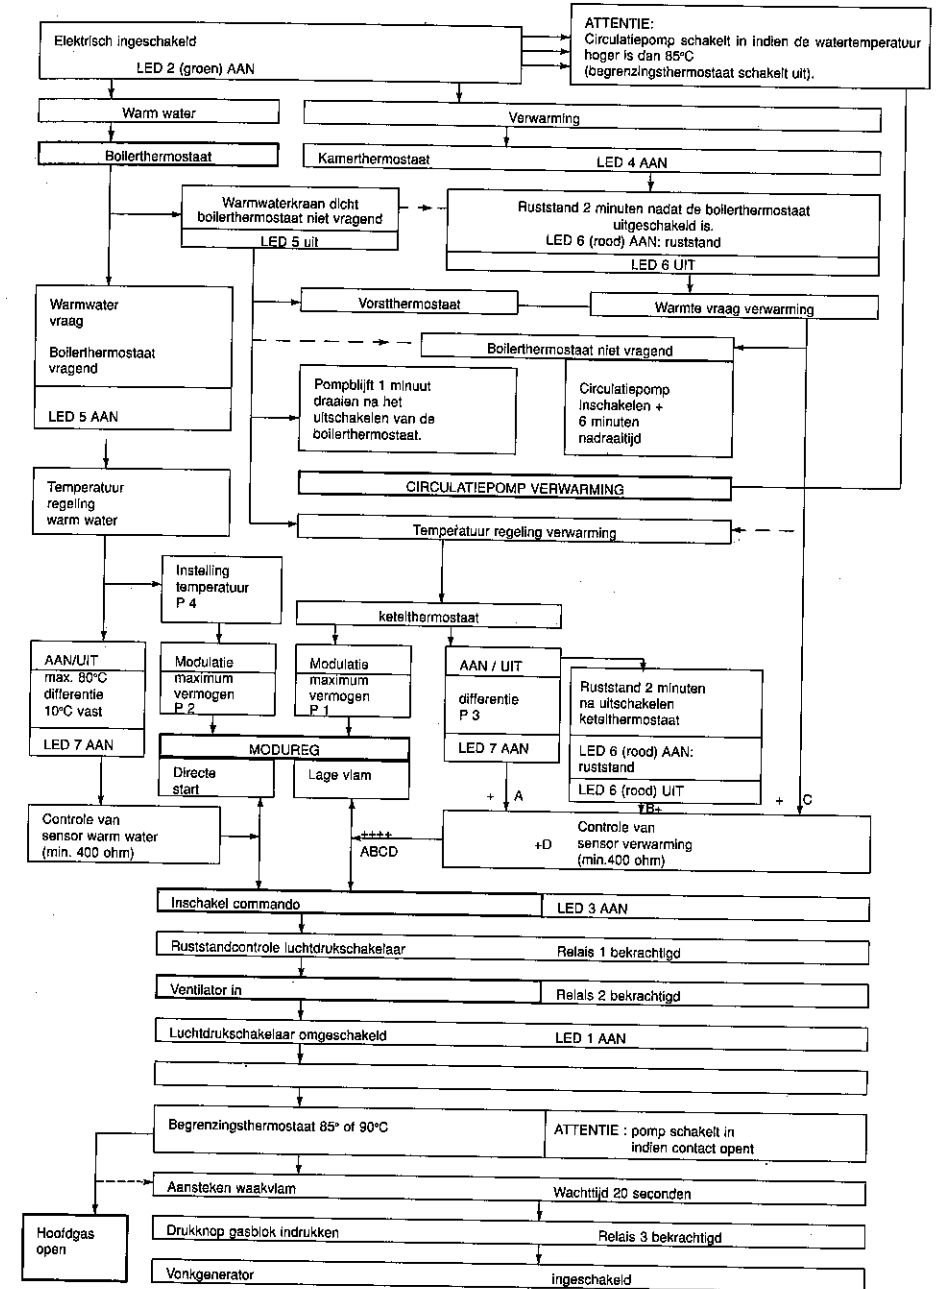 Elektrisch ingeschakeld
LED 2 (groen) AAN
ATTENTIE:
Circulatiepomp schakelt in indien de watertemperatuur
hoger is dan 85°C
(begrenzingsthermostaat schakelt uit).
Warm water
Verwarming
Boilerthermostaat
Kamerthermostaat LED 4 AAN
Warmwaterkraan dicht
boilerthermostaat niet vragend
LED 5 uit
Ruststand 2 minuten nadat de boilerthermostaat
uitgeschakeld is.
LED 6 (rood) AAN: ruststand
LED 6 UIT
Warmwater
vraag
Boilerthermostaat
vragend
LED 5 AAN
Vorstthermostaat
Warmte vraag verwarming
Boilerthermostaat niet vragend
Pompblijft 1 minuut
draaien na het
uitschakelen van de
boilerthermostaat.
Circulatiepomp
Inschakelen +
6 minuten
nadraaitijd
CIRCULATIEPOMP VERWARMING
Temperatuur
regeling
warm water
Temperatuur regeling verwarming
Instelling
temperatuur
P 4
ketelthermostaat
AAN/UIT
max. 80°C
differentie
10°C vast
LED 7 AAN
Modulatie
maximum
vermogen
P 2
Modulatie
maximum
vermogen
P 1
AAN / UIT
differentie
P 3
LED 7 AAN
Ruststand 2 minuten
na uitschakelen
ketelthermostaat
LED 6 (rood) AAN:
ruststand
LED 6 (rood) UIT
MODUREG
Directe
start
Lage vlam
+ A
B+
+ C
Controle van
sensor warm water
(min. 400 ohm)
++++
ABCD
+D
Controle van
sensor verwarming
(min.400 ohm)
Inschakel commando LED 3 AAN
Ruststandcontrole luchtdrukschakelaar Relais 1 bekrachtigd
Ventilator in Relais 2 bekrachtigd
Luchtdrukschakelaar omgeschakeld LED 1 AAN
Begrenzingsthermostaat 85° of 90°C
ATTENTIE : pomp schakelt in
indien contact opent
Aansteken waakvlam Wachttijd 20 seconden
Hoofdgas
open
Drukknop gasblok indrukken Relais 3 bekrachtigd
Vonkgenerator ingeschakeld